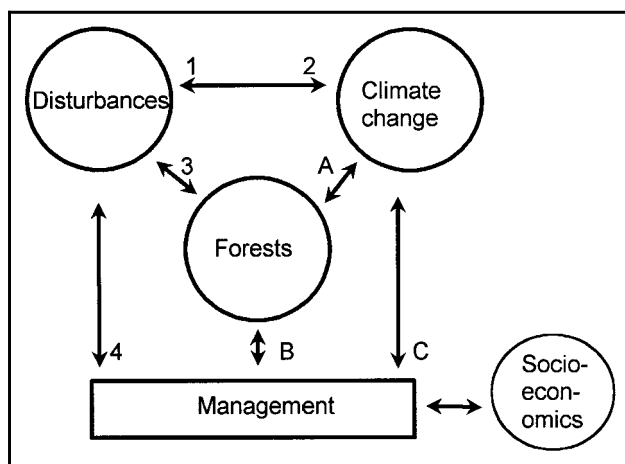 1
2
Disturbances
Climate
change
3
A
Forests
4
B
C
Management
Socio-
econ-
omics